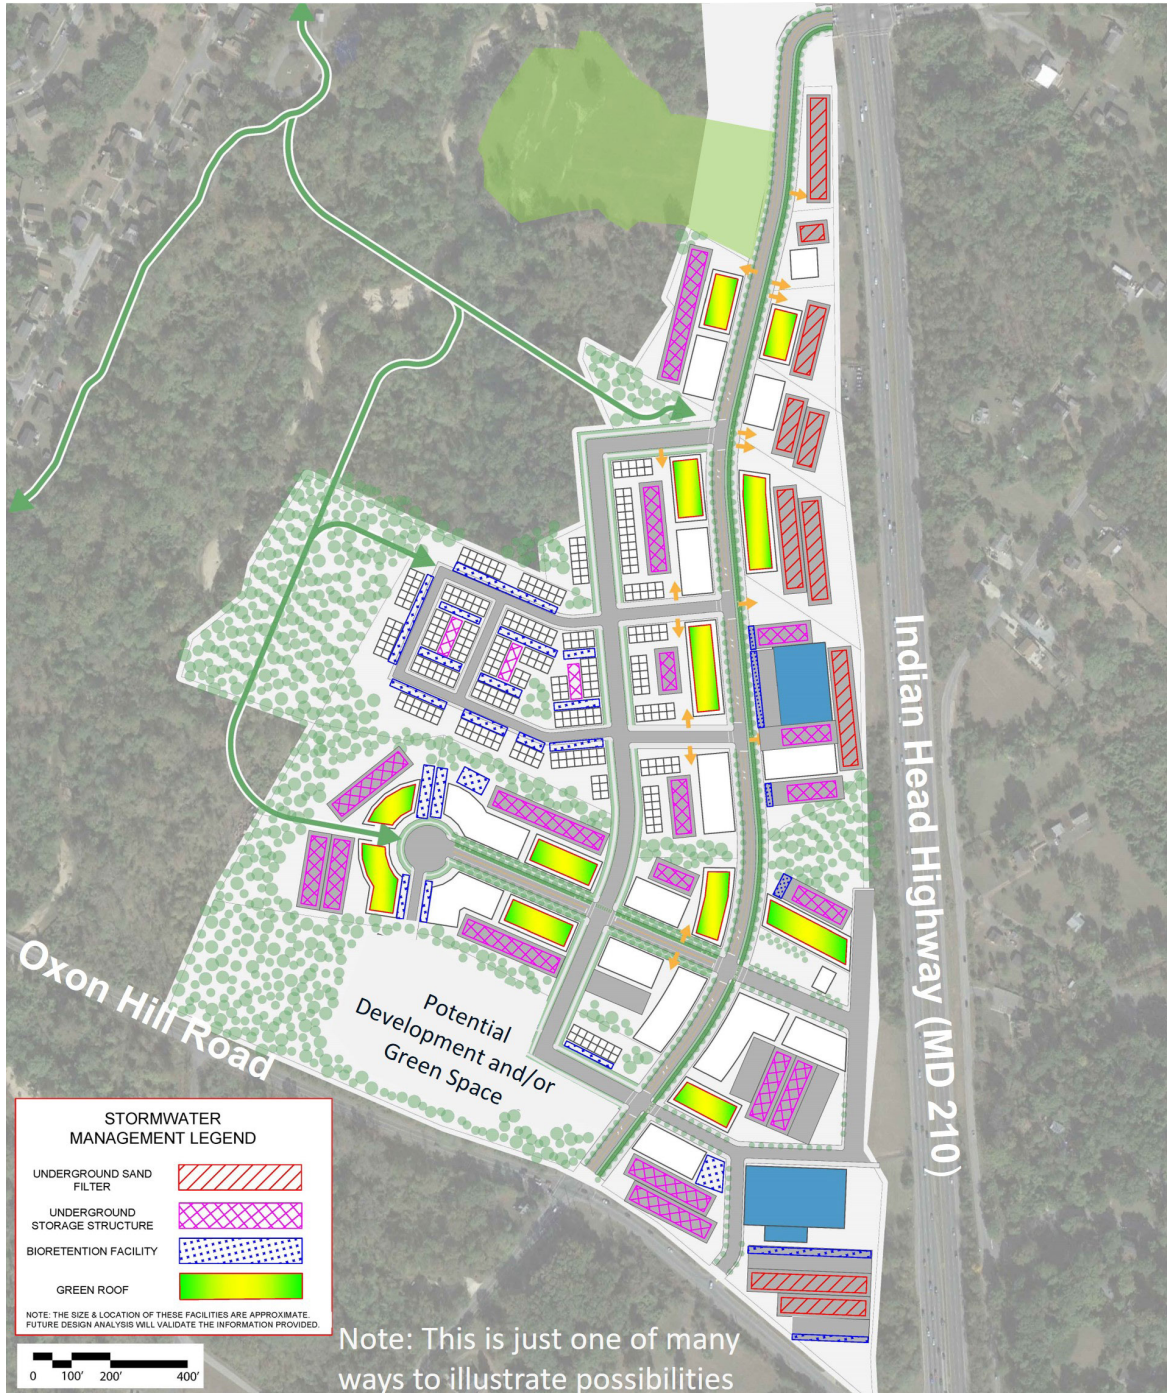 Indian Head Highway (MD 210)
Oxon Hill Road
Potential
Development and/or
Green Space
STORMWATER
MANAGEMENT LEGEND
UNDERGROUND SAND
FILTER
UNDERGROUND
STORAGE STRUCTURE
BIORETENTION FACILITY
GREEN ROOF
NOTE: THE SIZE & LOCATION OF THESE FACILITIES ARE APPROXIMATE.
FUTURE DESIGN ANALYSIS WILL VALIDATE THE INFORMATION PROVIDED.
0 100' 200' 400'
Note: This is just one of many
ways to illustrate possibilities